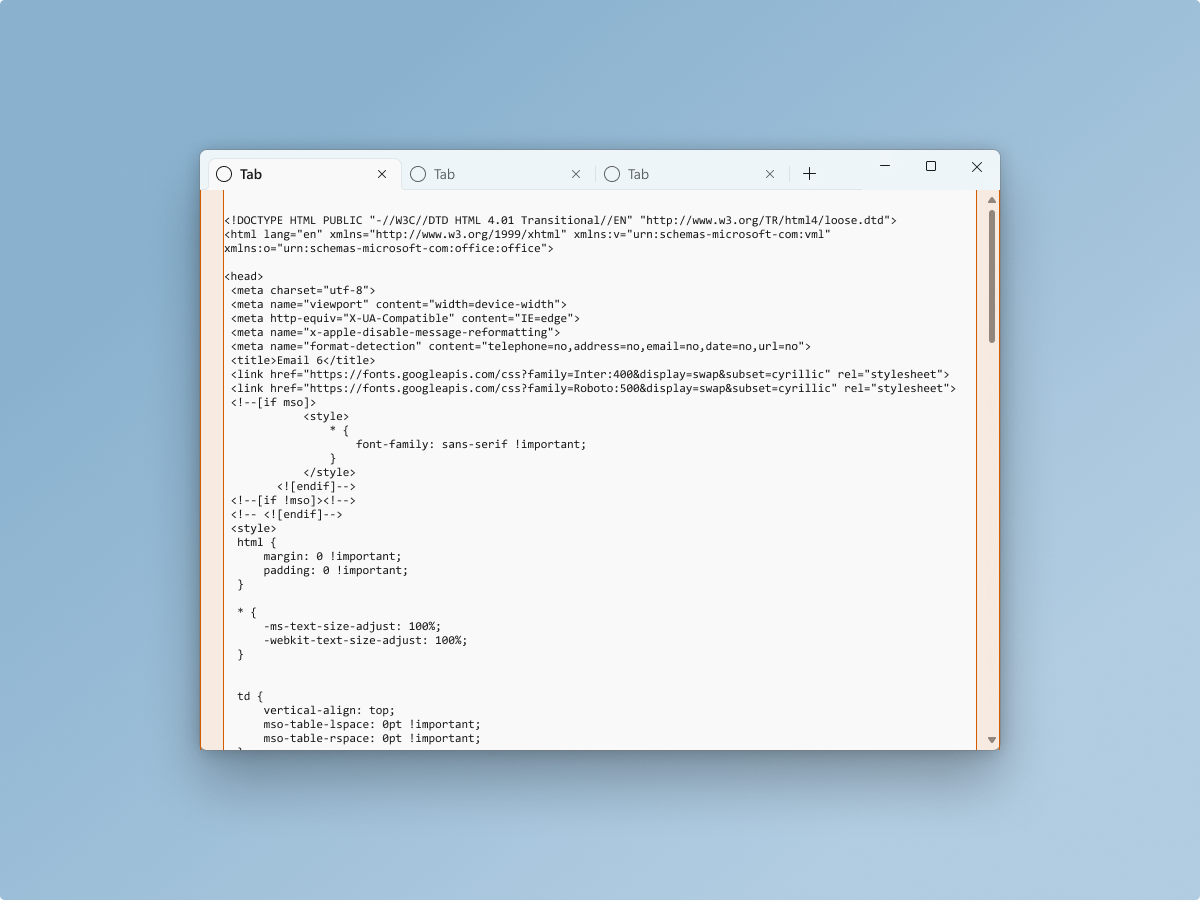 Tab
Tab
Tab
<!DOCTYPE HTML PUBLIC "-//W3C//DTD HTML 4.01 Transitional//EN" "http://www.w3.org/TR/html4/loose.dtd">
<html lang="en" xmlns="http://www.w3.org/1999/xhtml" xmlns:v="urn:schemas-microsoft-com:vml"
xmlns:o="urn:schemas-microsoft-com:office:office">
<head>
<meta charset="utf-8">
<meta name="viewport" content="width=device-width">
<meta http-equiv="X-UA-Compatible" content="IE=edge">
<meta name="x-apple-disable-message-reformatting">
<meta name="format-detection" content="telephone=no,address=no,email=no,date=no,url=no">
<title>Email 6</title>
<link href="https://fonts.googleapis.com/css?family=Inter:400&display=swap&subset=cyrillic" rel="stylesheet">
<link href="https://fonts.googleapis.com/css?family=Roboto:500&display=swap&subset=cyrillic" rel="stylesheet">
<!--[if mso]>
<style>
* {
font-family: sans-serif !important;
}
</style>
<![endif]-->
<!--[if !mso]><!-->
<!-- <![endif]-->
<style>
html {
margin: 0 !important;
padding: 0 !important;
}
* {
-ms-text-size-adjust: 100%;
-webkit-text-size-adjust: 100%;
}
td {
vertical-align: top;
mso-table-lspace: 0pt !important;
mso-table-rspace: 0pt !important;